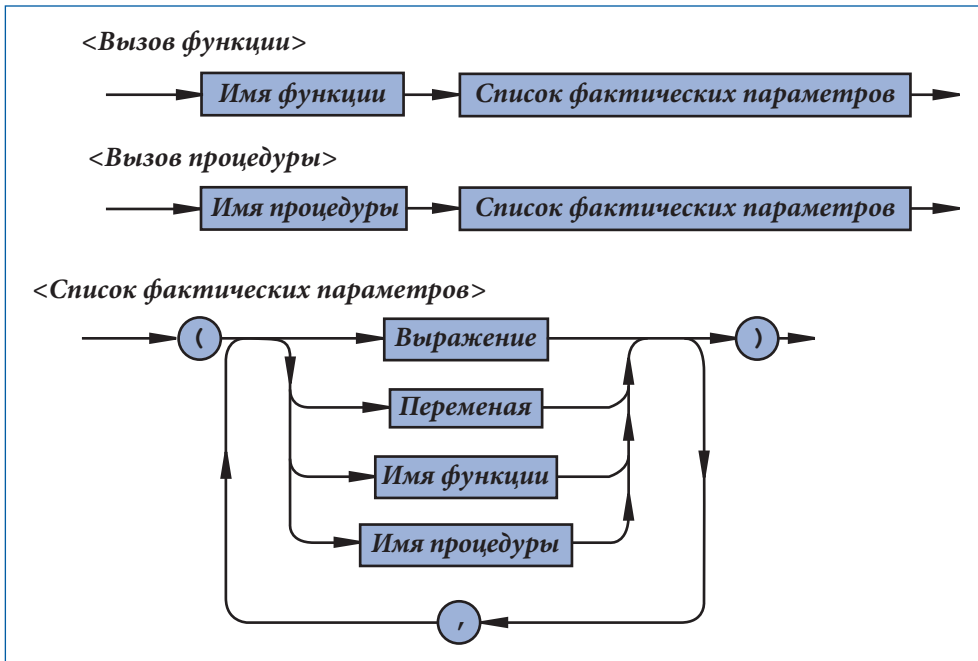 <Вызов функции>
Имя функции Список фактических параметров
<Вызов процедуры>
Имя процедуры Список фактических параметров
<Список фактических параметров>
( Выражение )
Переменая
Имя функции
Имя процедуры
,